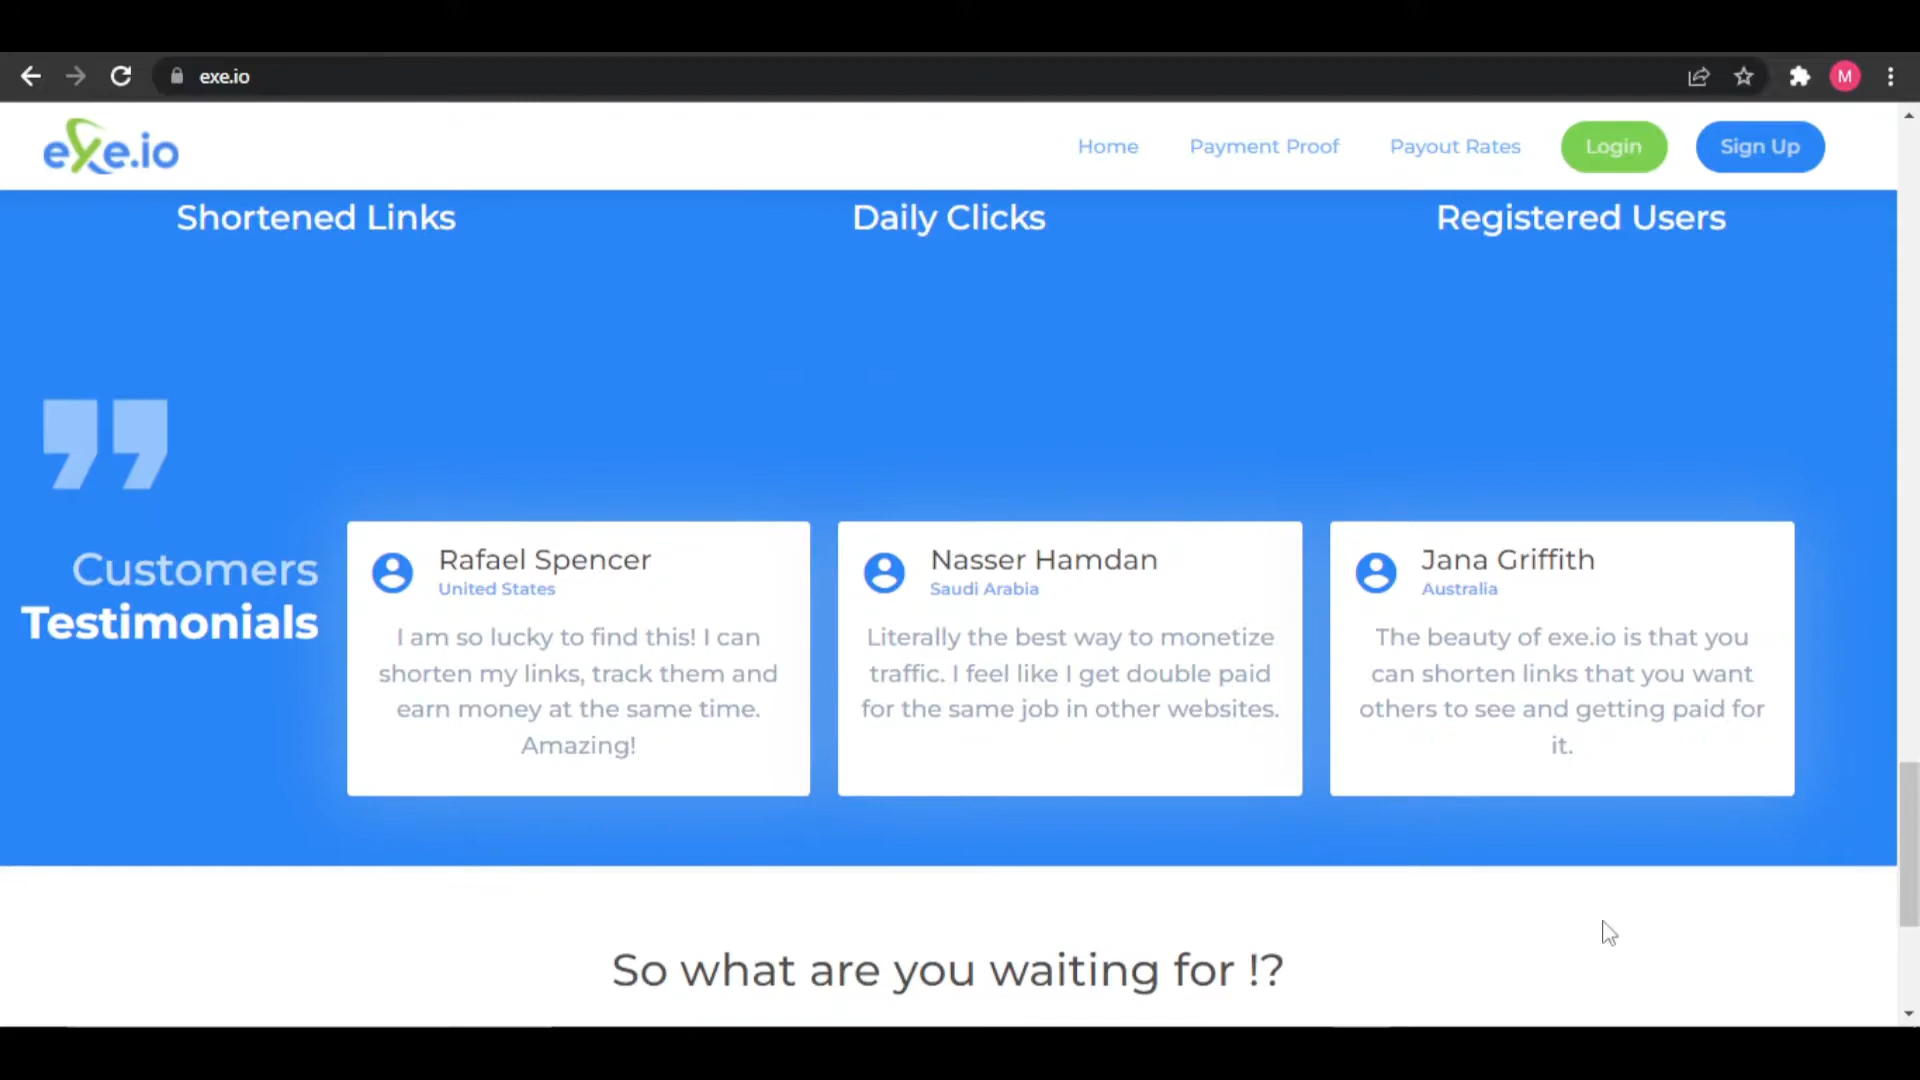 exe.io
M
exe.io
Home
Payment Proof
Payout Rates
Login
Sign Up
Shortened Links
Daily Clicks
Registered Users
Customers
Testimonials
Rafael Spencer
United States
I am so lucky to find this! I can
shorten my links, track them and
earn money at the same time.
Amazing!
Nasser Hamdan
Saudi Arabia
Literally the best way to monetize
traffic. I feel like I get double paid
for the same job in other websites.
Jana Griffith
Australia
The beauty of exe.io is that you
can shorten links that you want
others to see and getting paid for
it.
So what are you waiting for !?